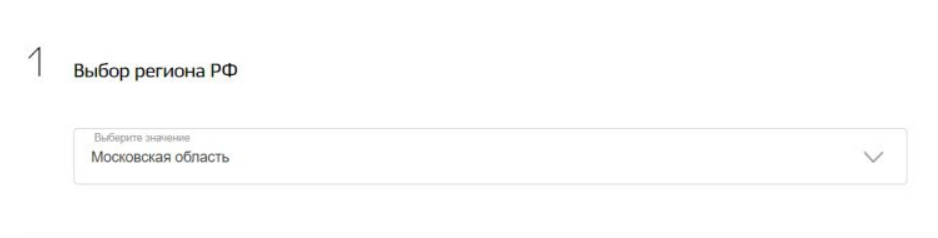 1
Выбор региона РФ
Выберите значение
Московская область